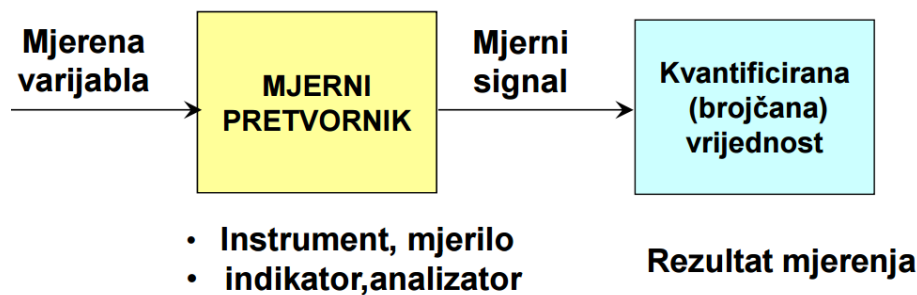 Mjerena
varijabla
MJERNI
PRETVORNIK
Mjerni
signal
Kvantificirana
(brojčana)
vrijednost
• Instrument, mjerilo
• indikator,analizator
Rezultat mjerenja